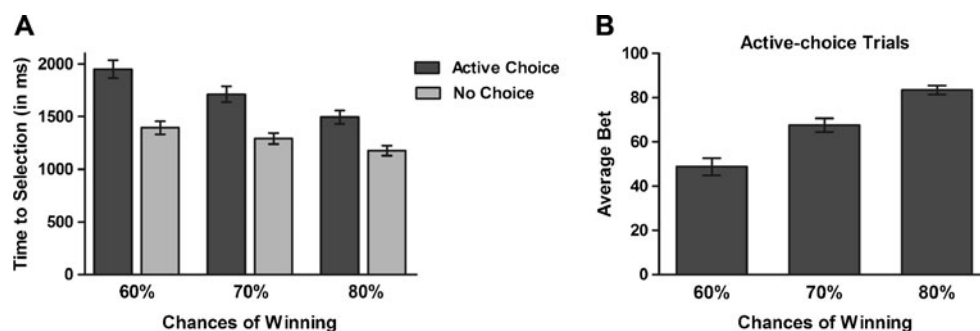 A
Time to Selection (in ms)
2000
1500
1000
500
0
60% 70% 80%
Chances of Winning
Active Choice
No Choice
B
Active-choice Trials
Average Bet
100
80
60
40
20
0
60% 70% 80%
Chances of Winning